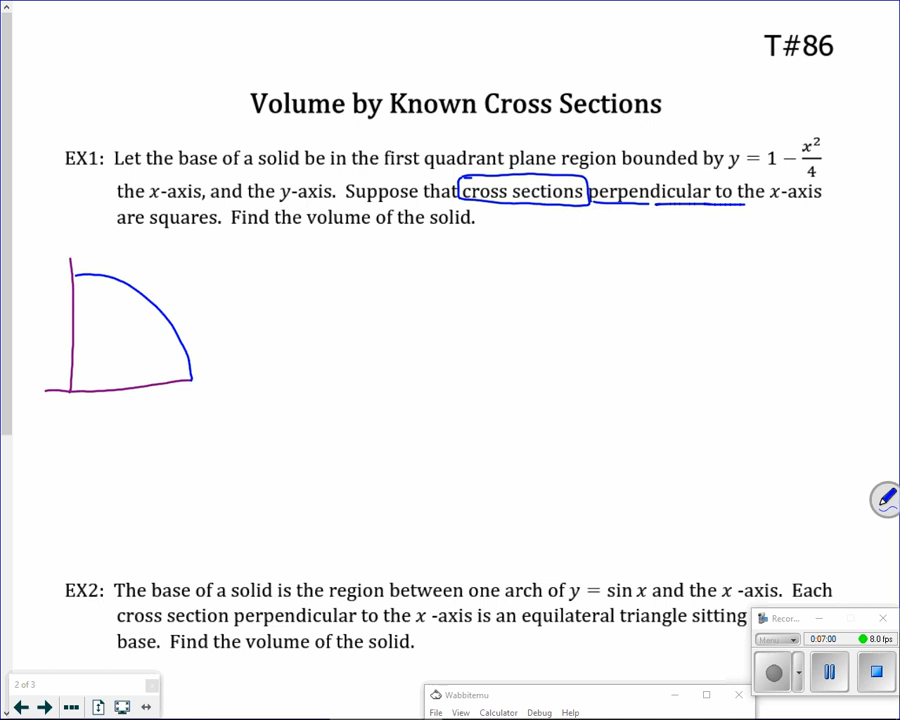 T#86
Volume by Known Cross Sections
EX1: Let the base of a solid be in the first quadrant plane region bounded by y = 1 − x²/4
the x-axis, and the y-axis. Suppose that cross sections perpendicular to the x-axis
are squares. Find the volume of the solid.
EX2: The base of a solid is the region between one arch of y = sin x and the x -axis. Each
cross section perpendicular to the x -axis is an equilateral triangle sitting
base. Find the volume of the solid.
Recor...
Menu
0:07:00
8.0 fps
2 of 3
Wabbitemu
File View Calculator Debug Help